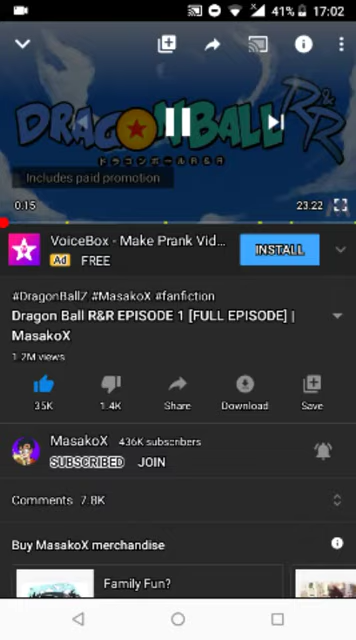 41% 17:02
DRAGON BALL R&R
ドラゴンボールR&R
Includes paid promotion
0:15
23:22
VoiceBox - Make Prank Vid...
INSTALL
Ad FREE
#DragonBallZ #MasakoX #fanfiction
Dragon Ball R&R EPISODE 1 [FULL EPISODE] |
MasakoX
1.2M views
35K
1.4K
Share
Download
Save
MasakoX 436K subscribers
SUBSCRIBED JOIN
Comments 7.8K
Buy MasakoX merchandise
Family Fun?